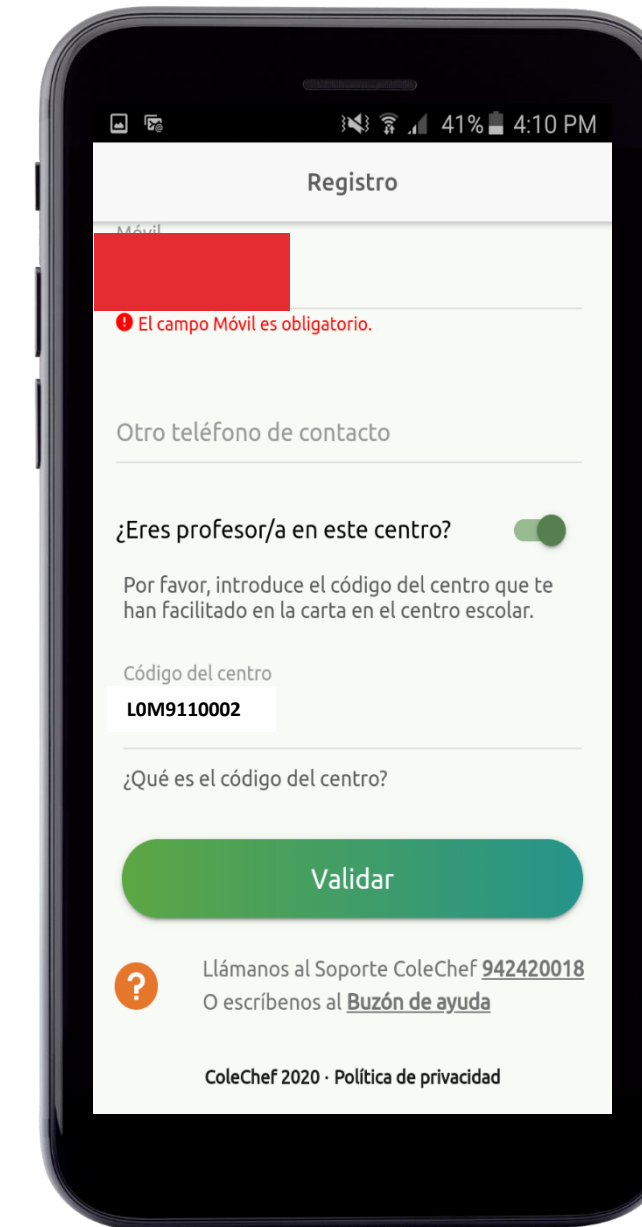 41% 4:10 PM
Registro
Móvil
El campo Móvil es obligatorio.
Otro teléfono de contacto
¿Eres profesor/a en este centro?
Por favor, introduce el código del centro que te
han facilitado en la carta en el centro escolar.
Código del centro
L0M9110002
¿Qué es el código del centro?
Validar
Llámanos al Soporte ColeChef 942420018
O escríbenos al Buzón de ayuda
ColeChef 2020 · Política de privacidad